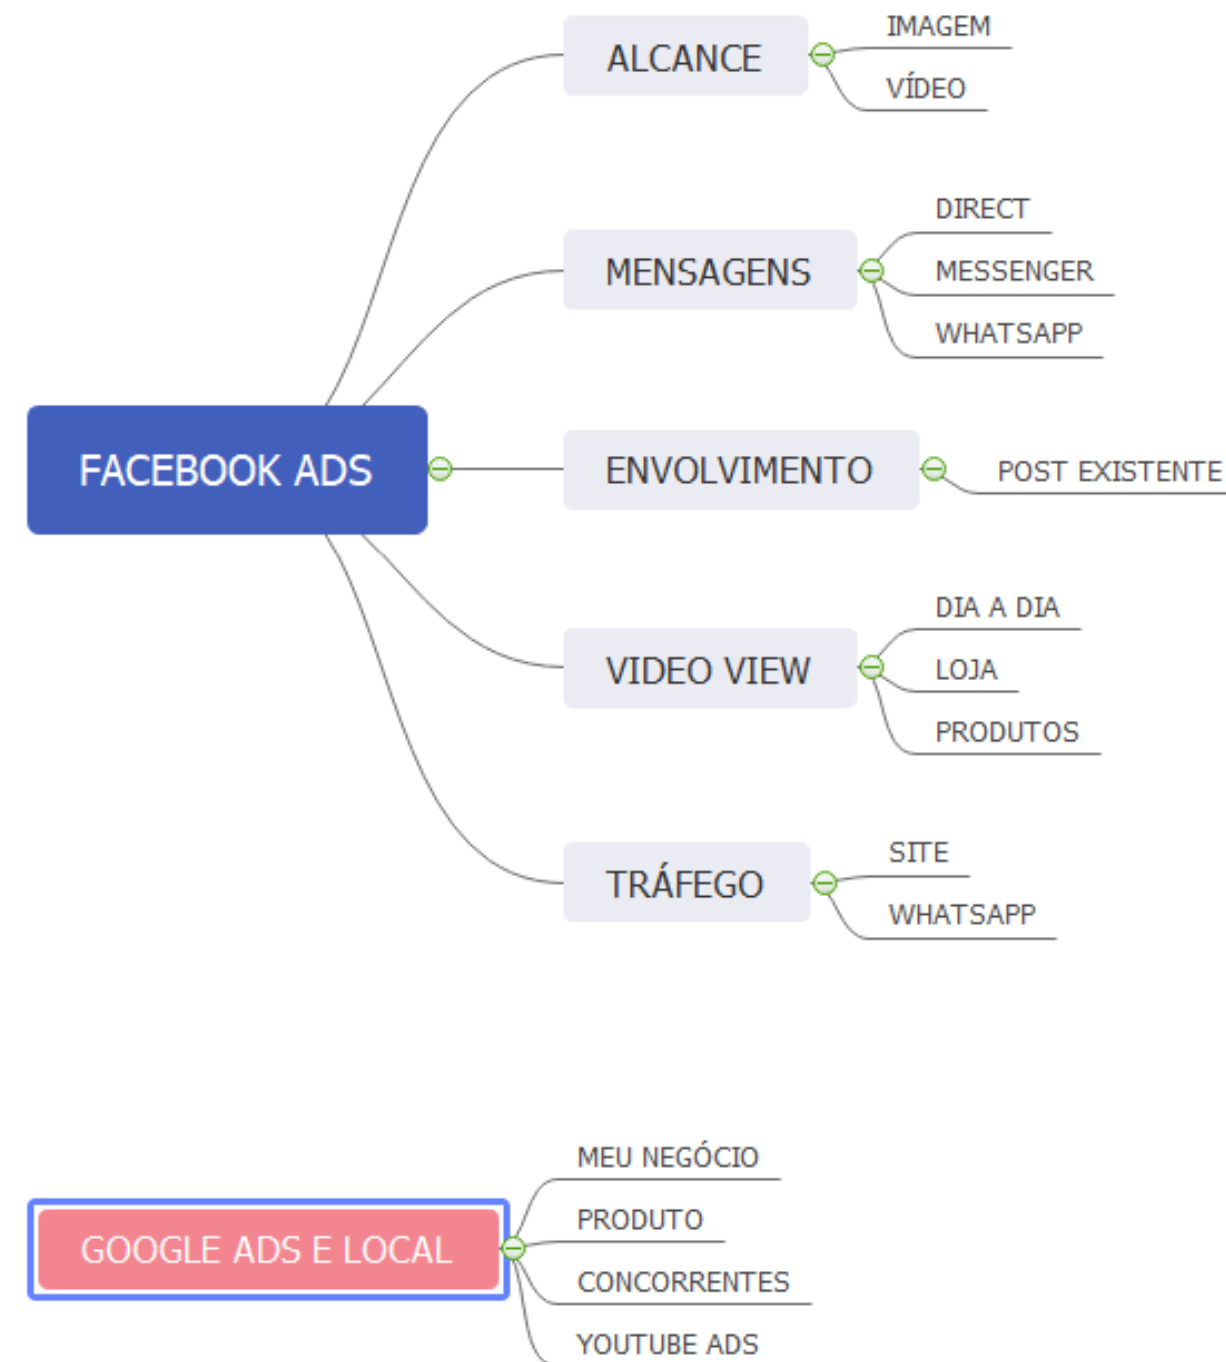 FACEBOOK ADS
ALCANCE
IMAGEM
VÍDEO
MENSAGENS
DIRECT
MESSENGER
WHATSAPP
ENVOLVIMENTO
POST EXISTENTE
VIDEO VIEW
DIA A DIA
LOJA
PRODUTOS
TRÁFEGO
SITE
WHATSAPP
GOOGLE ADS E LOCAL
MEU NEGÓCIO
PRODUTO
CONCORRENTES
YOUTUBE ADS